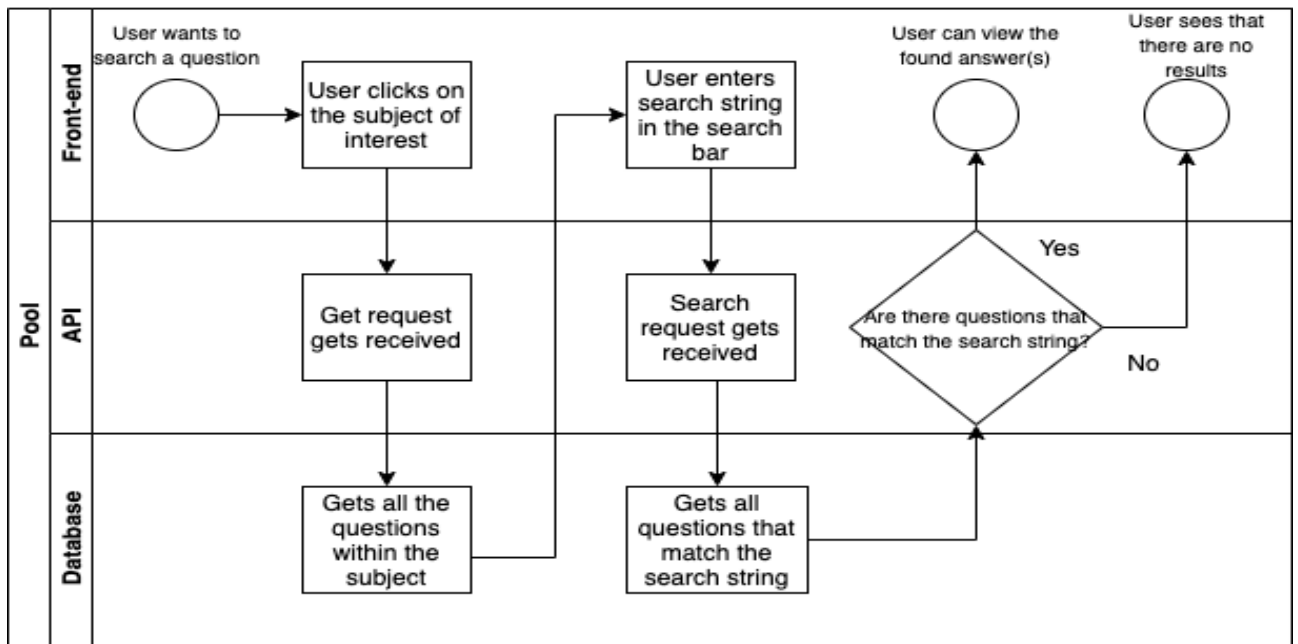 Pool
Front-end
API
Database
User wants to
search a question
User clicks on
the subject of
interest
User enters
search string
in the search
bar
User can view the
found answer(s)
User sees that
there are no
results
Get request
gets received
Search
request gets
received
Are there questions that
match the search string?
Yes
No
Gets all the
questions
within the
subject
Gets all
questions that
match the
search string